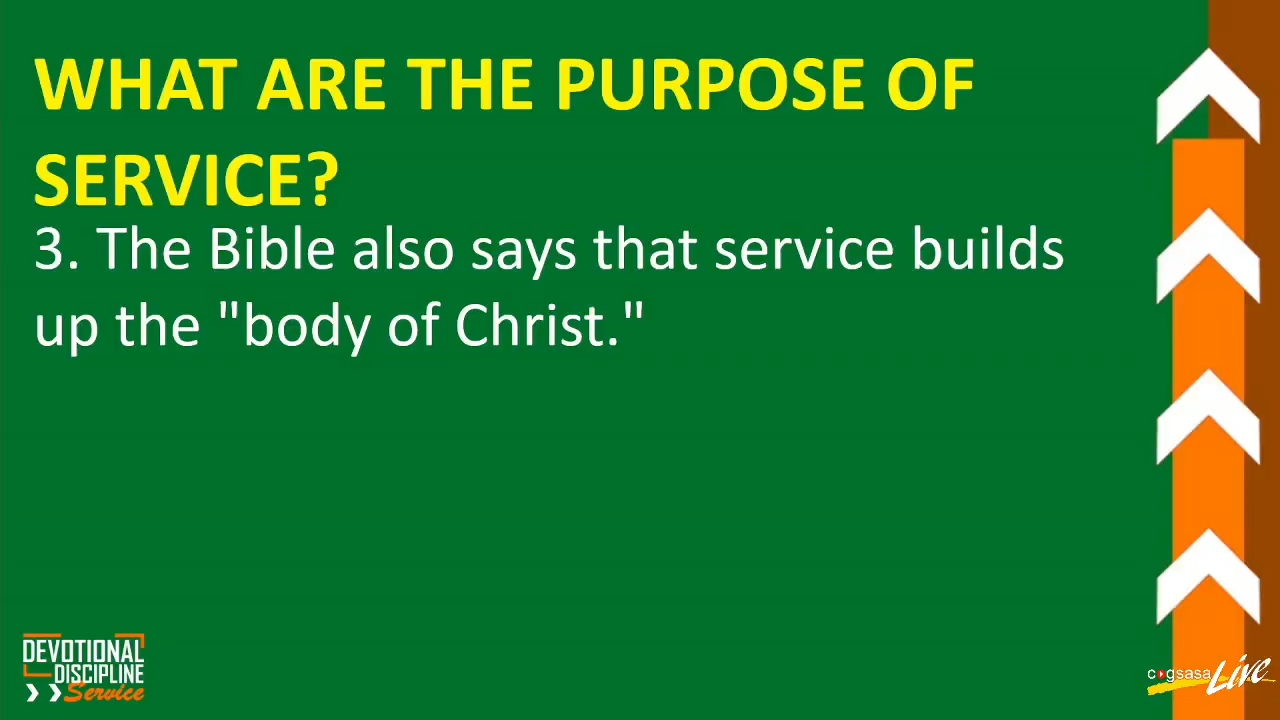 WHAT ARE THE PURPOSE OF
SERVICE?
3. The Bible also says that service builds
up the "body of Christ."
DEVOTIONAL
DISCIPLINE
Service
cogsasa Live